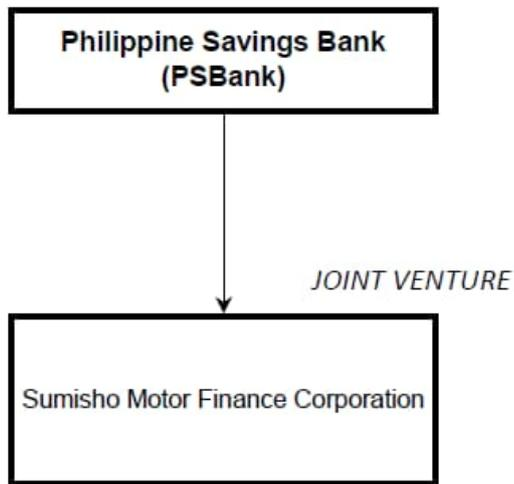 Philippine Savings Bank
(PSBank)
JOINT VENTURE
Sumisho Motor Finance Corporation